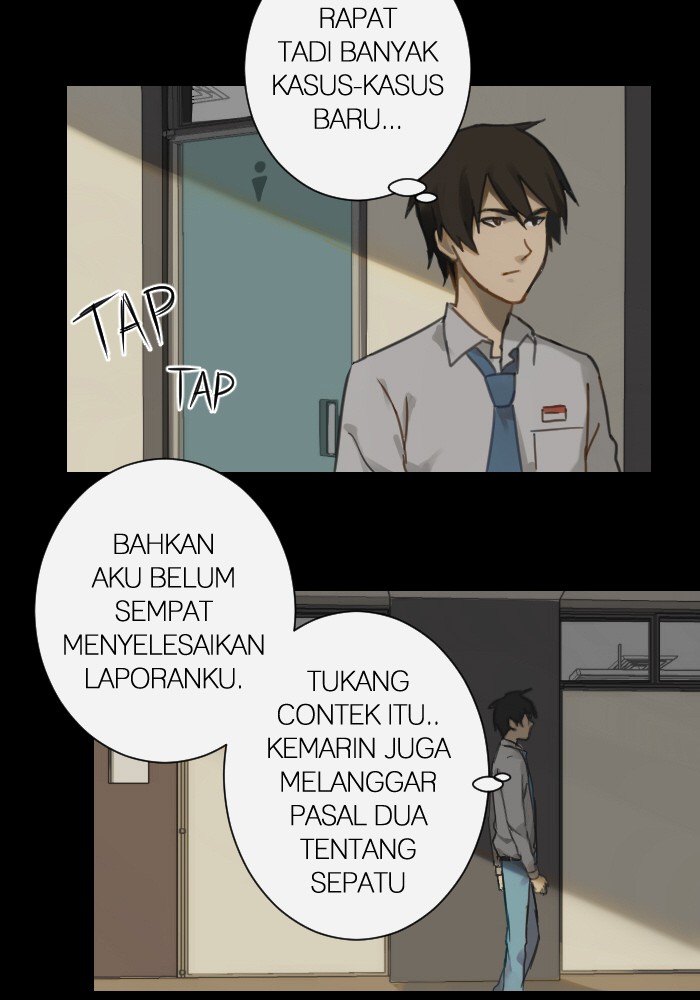 RAPAT
TADI BANYAK
KASUS-KASUS
BARU...
TAP
TAP
BAHKAN
AKU BELUM
SEMPAT
MENYELESAIKAN
LAPORANKU.
TUKANG
CONTEK ITU..
KEMARIN JUGA
MELANGGAR
PASAL DUA
TENTANG
SEPATU